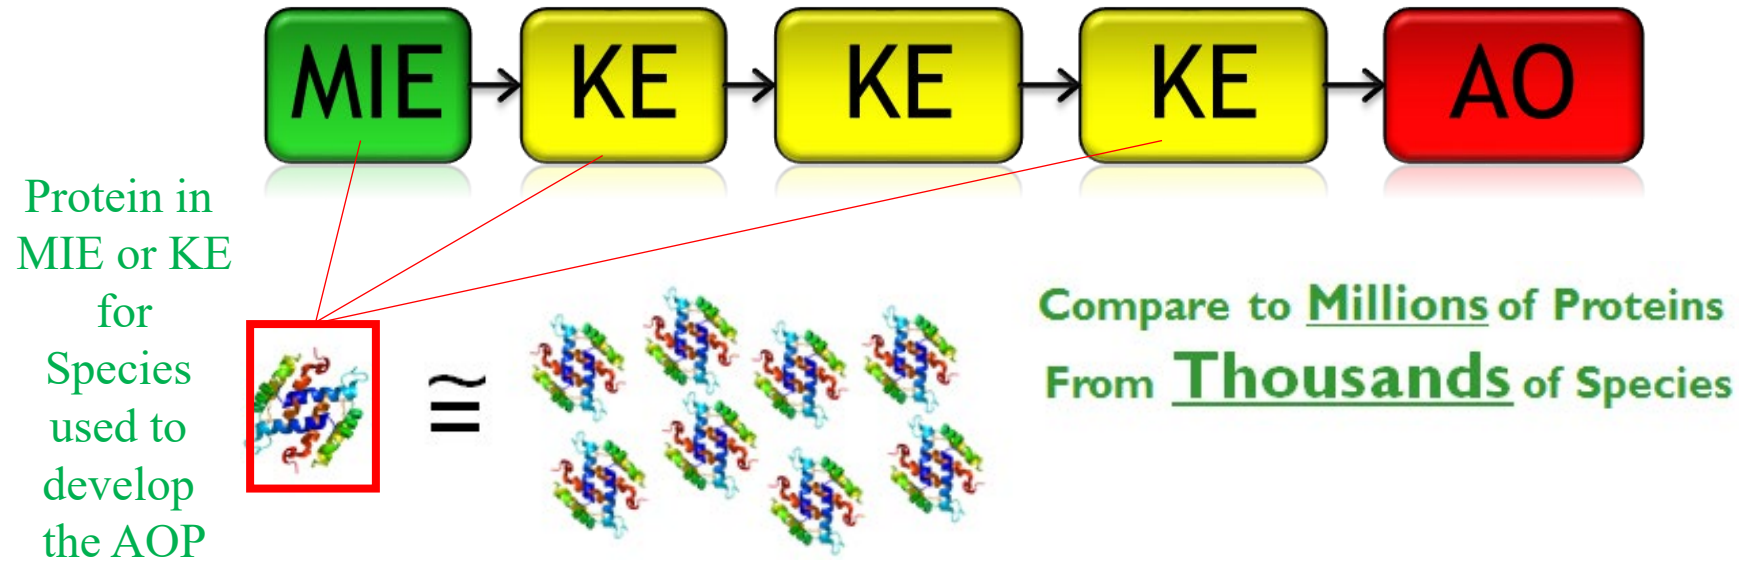 MIE KE KE KE AO
Protein in
MIE or KE
for
Species
used to
develop
the AOP
≅
Compare to Millions of Proteins
From Thousands of Species